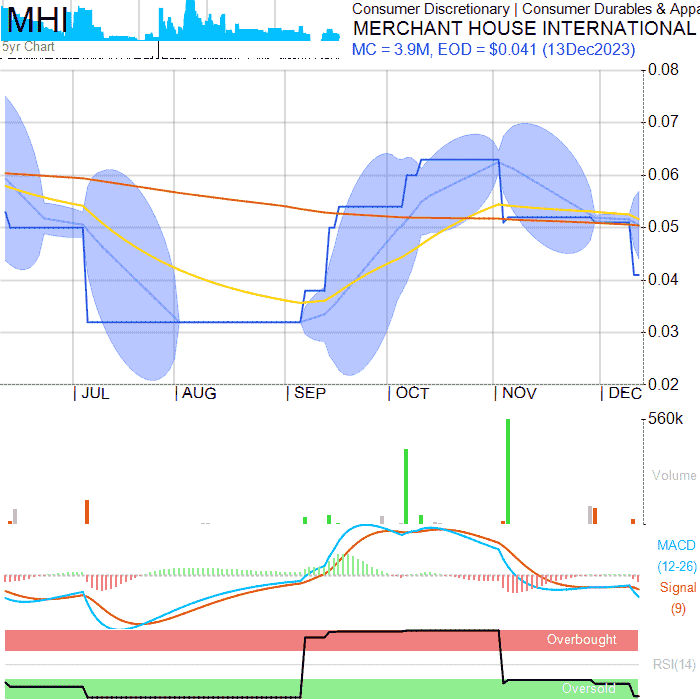 MHI
5yr Chart
Consumer Discretionary | Consumer Durables & Appa
MERCHANT HOUSE INTERNATIONAL
MC = 3.9M, EOD = $0.041 (13Dec2023)
0.08
0.07
0.06
0.05
0.04
0.03
0.02
| JUL | AUG | SEP | OCT | NOV | DEC
560k
Volume
MACD
(12-26)
Signal
(9)
Overbought
RSI(14)
Oversold